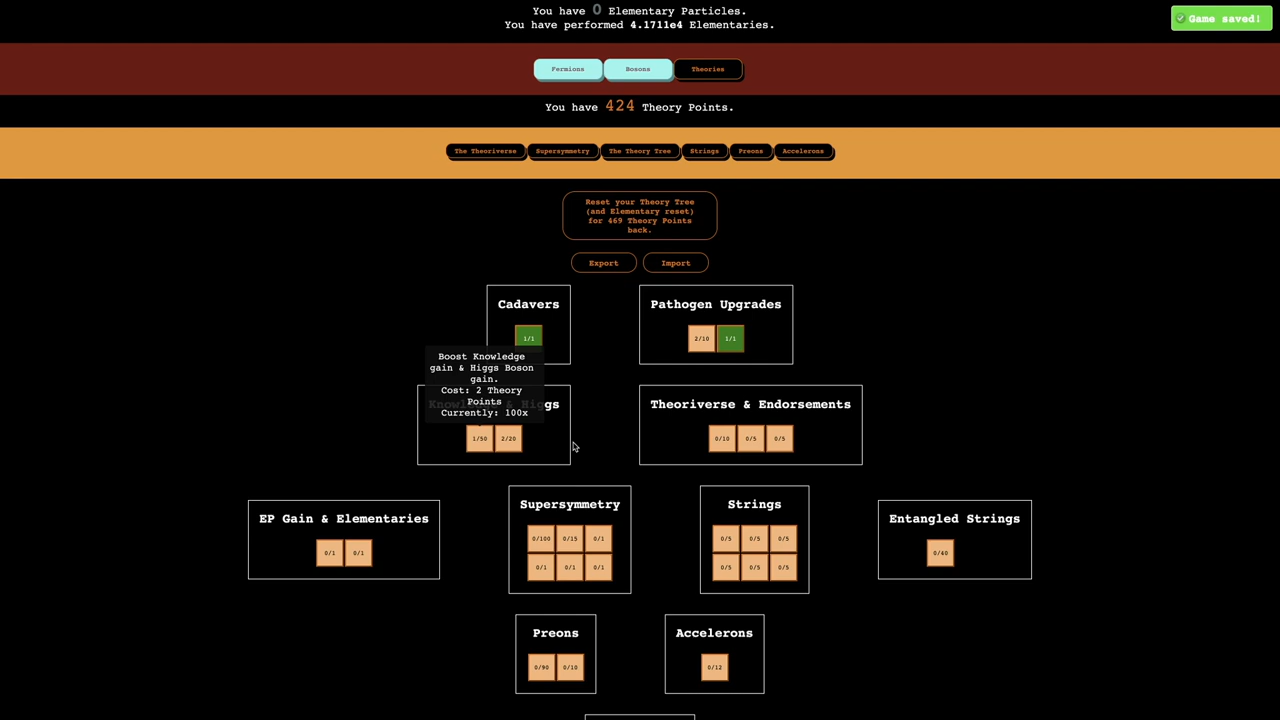 You have 0 Elementary Particles.
You have performed 4.1711e4 Elementaries.
Game saved!
Fermions
Bosons
Theories
You have 424 Theory Points.
The Theoriverse
Supersymmetry
The Theory Tree
Strings
Preons
Accelerons
Reset your Theory Tree
(and Elementary reset)
for 469 Theory Points
back.
Export
Import
Cadavers
1/1
Pathogen Upgrades
2/10 1/1
Boost Knowledge
gain & Higgs Boson
gain.
Cost: 2 Theory
Points
Currently: 100x
Knowledge & Higgs
1/50 2/20
Theoriverse & Endorsements
0/10 0/5 0/5
EP Gain & Elementaries
0/1 0/1
Supersymmetry
0/100 0/15 0/1
0/1 0/1 0/1
Strings
0/5 0/5 0/5
0/5 0/5 0/5
Entangled Strings
0/40
Preons
0/90 0/10
Accelerons
0/12